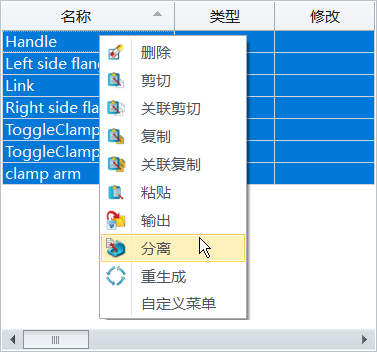 名称 类型 修改
Handle
Left side flan
Link
Right side fla
ToggleClamp
ToggleClamp
clamp arm
删除
剪切
关联剪切
复制
关联复制
粘贴
输出
分离
重生成
自定义菜单